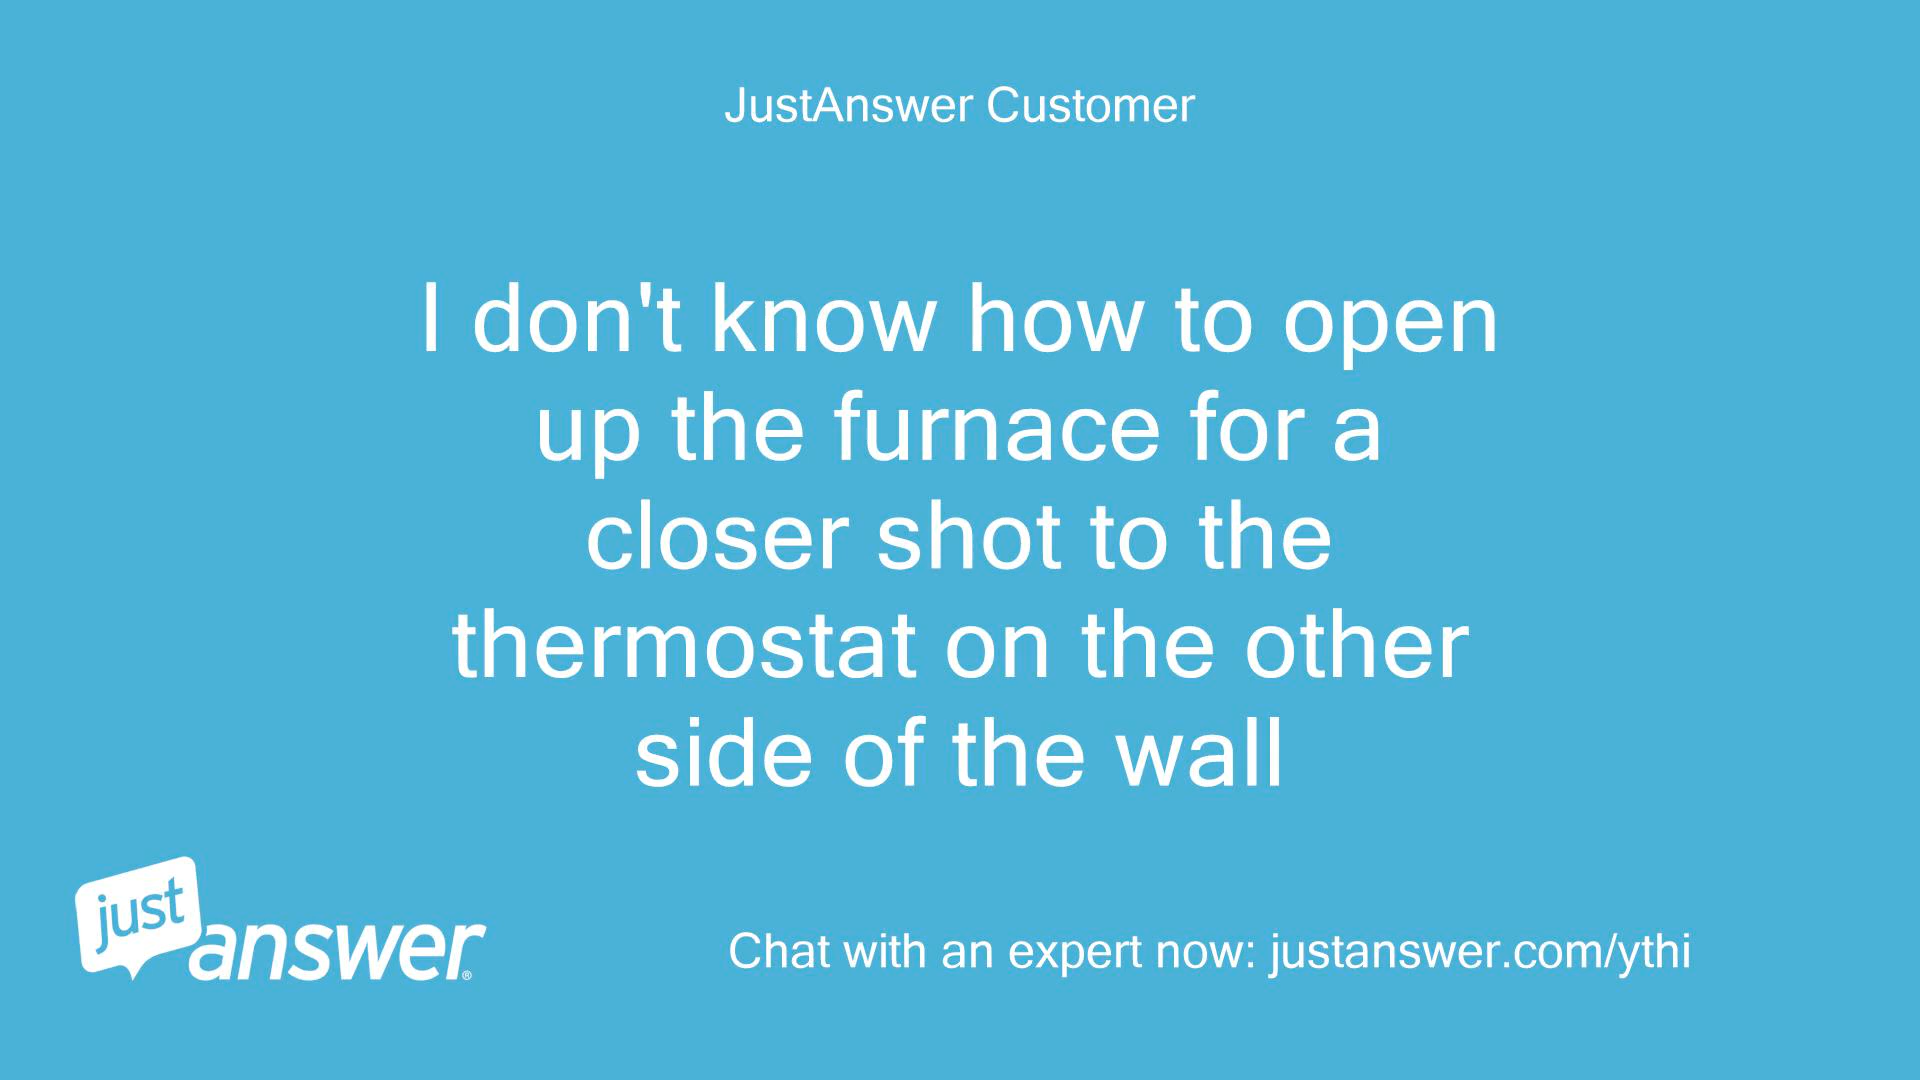 JustAnswer Customer
I don't know how to open
up the furnace for a
closer shot to the
thermostat on the other
side of the wall
just
answer®
Chat with an expert now: justanswer.com/ythi